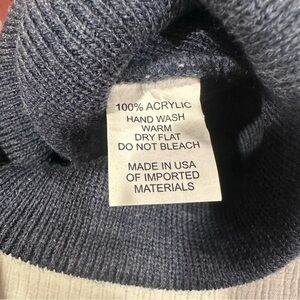 100% ACRYLIC
HAND WASH
WARM
DRY FLAT
DO NOT BLEACH
MADE IN USA
OF IMPORTED
MATERIALS